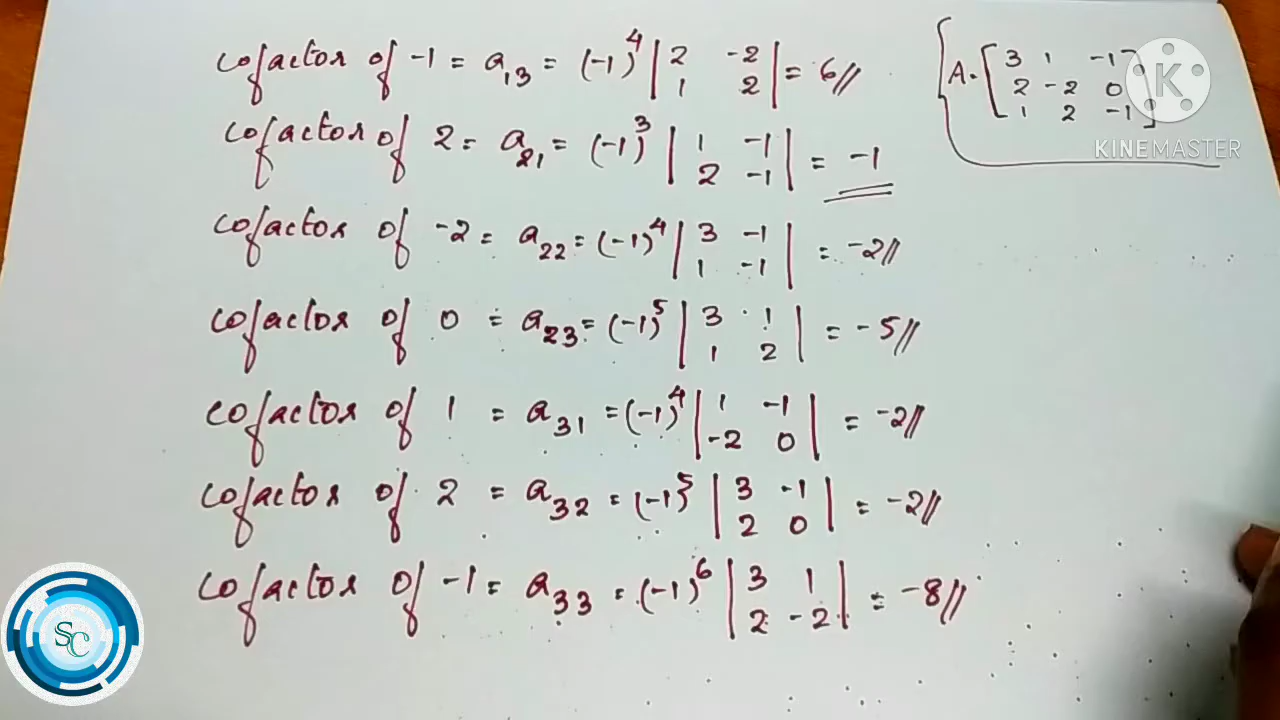 cofactor of -1 = a13 = (-1)^4 | 2 -2 | = 6//
| 1 2 |
cofactor of 2 = a21 = (-1)^3 | 1 -1 | = -1
| 2 -1 |
cofactor of -2 = a22 = (-1)^4 | 3 -1 | = -2//
| 1 -1 |
cofactor of 0 = a23 = (-1)^5 | 3 1 | = -5//
| 1 2 |
cofactor of 1 = a31 = (-1)^4 | 1 -1 | = -2//
| -2 0 |
cofactor of 2 = a32 = (-1)^5 | 3 -1 | = -2//
| 2 0 |
cofactor of -1 = a33 = (-1)^6 | 3 1 | = -8//
| 2 -2 |
A = [ 3 1 -1
2 -2 0
1 2 -1 ]
K
KINEMASTER
SC